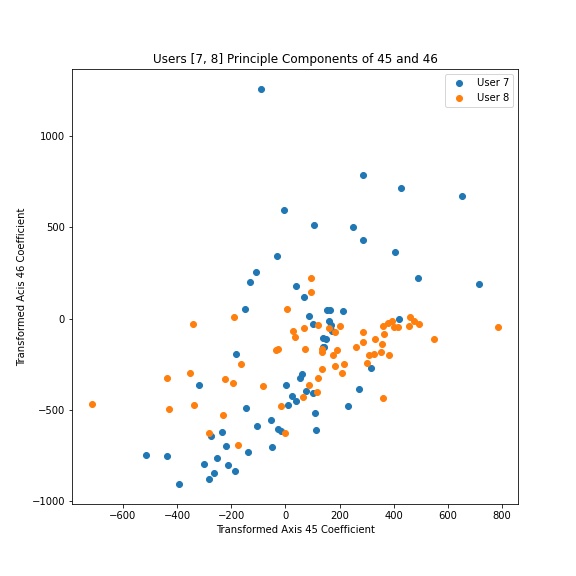 Users [7, 8] Principle Components of 45 and 46
User 7
User 8
Transformed Acis 46 Coefficient
1000
500
0
−500
−1000
−600
−400
−200
0
200
400
600
800
Transformed Axis 45 Coefficient